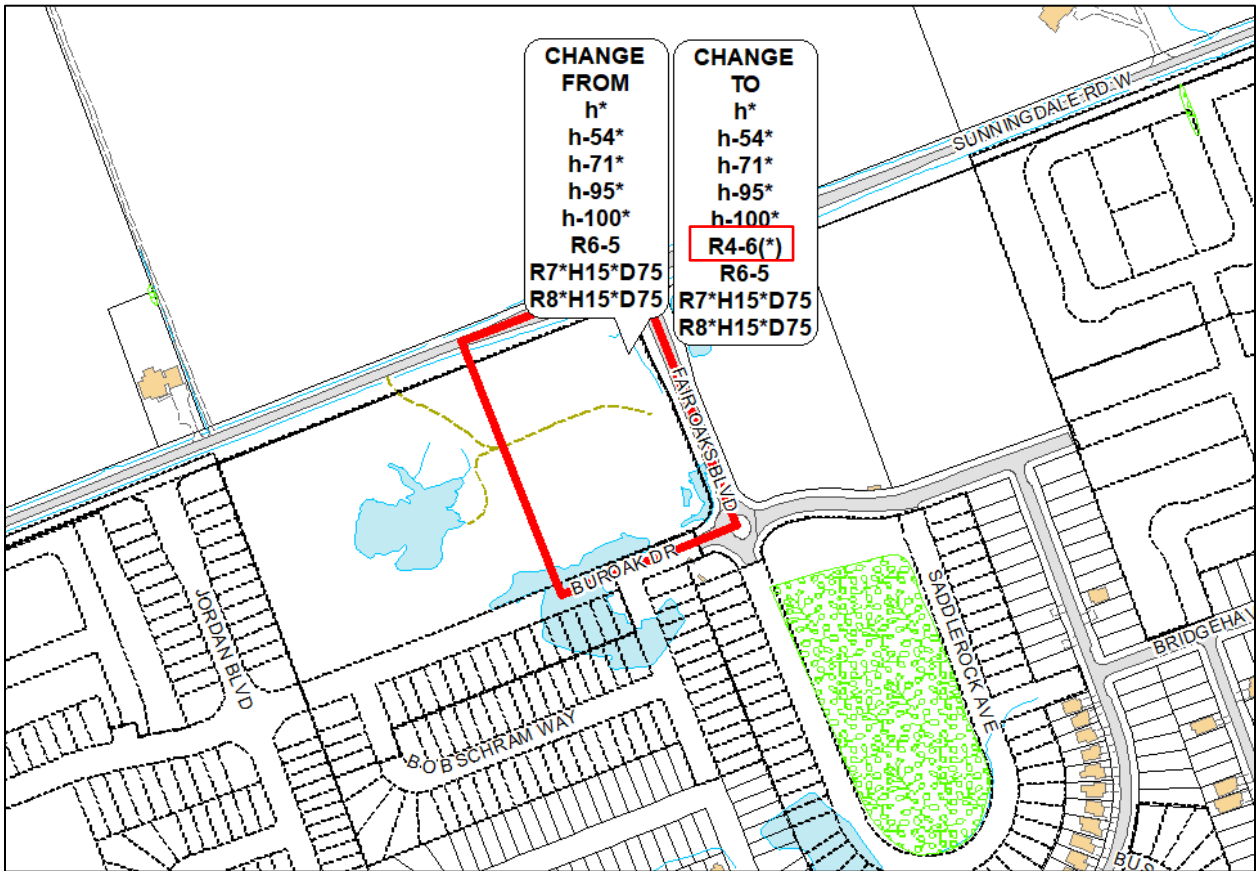 CHANGE
FROM
h*
h-54*
h-71*
h-95*
h-100*
R6-5
R7*H15*D75
R8*H15*D75
CHANGE
TO
h*
h-54*
h-71*
h-95*
h-100*
R4-6(*)
R6-5
R7*H15*D75
R8*H15*D75
SUNNINGDALE RD W
FAIR OAKS BLVD
BUROAK DR
JORDAN BLVD
BOB SCHRAM WAY
SADDLEROCK AVE
BRIDGEHA
BUS